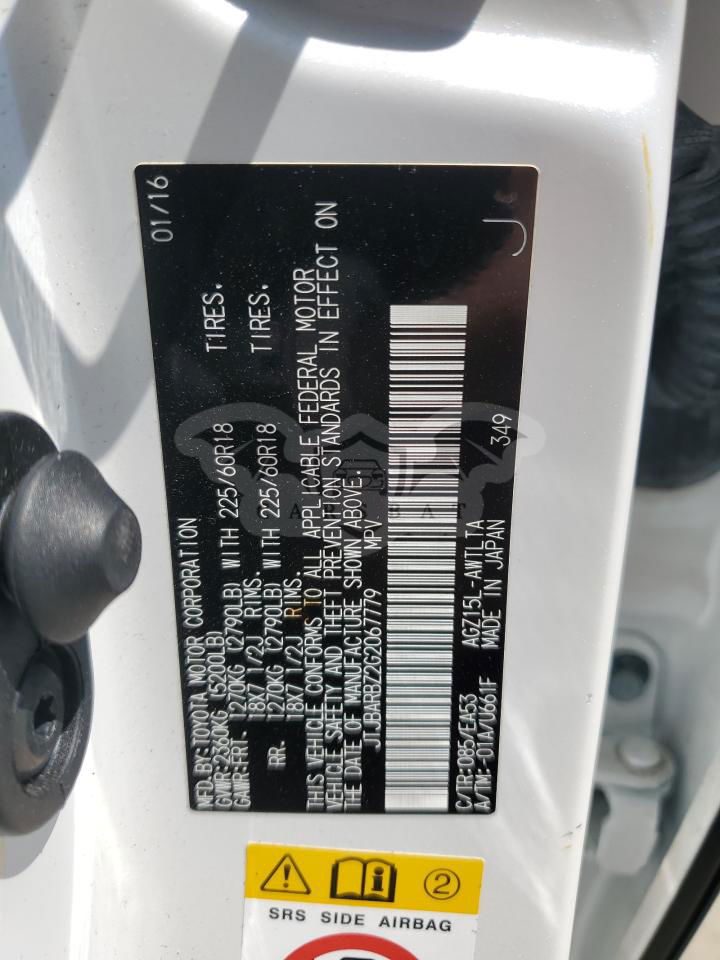 MFD BY:TOYOTA MOTOR CORPORATION 01/16
GVWR:2360KG (5200LB)
GAWR:FRT- 1270KG (2790LB) WITH 225/60R18 TIRES.
18X7 1/2J RIMS.
RR. 1270KG (2790LB) WITH 225/60R18 TIRES.
18X7 1/2J RIMS.
THIS VEHICLE CONFORMS TO ALL APPLICABLE FEDERAL MOTOR
VEHICLE SAFETY AND THEFT PREVENTION STANDARDS IN EFFECT ON
THE DATE OF MANUFACTURE SHOWN ABOVE.
JTJBARBZ2G2067779 MPV
C/TR:085/EA53 AGZ15L-AWTLTA 349
A/TM:-01A/U661F MADE IN JAPAN
J
CARSBAT
2
SRS SIDE AIRBAG